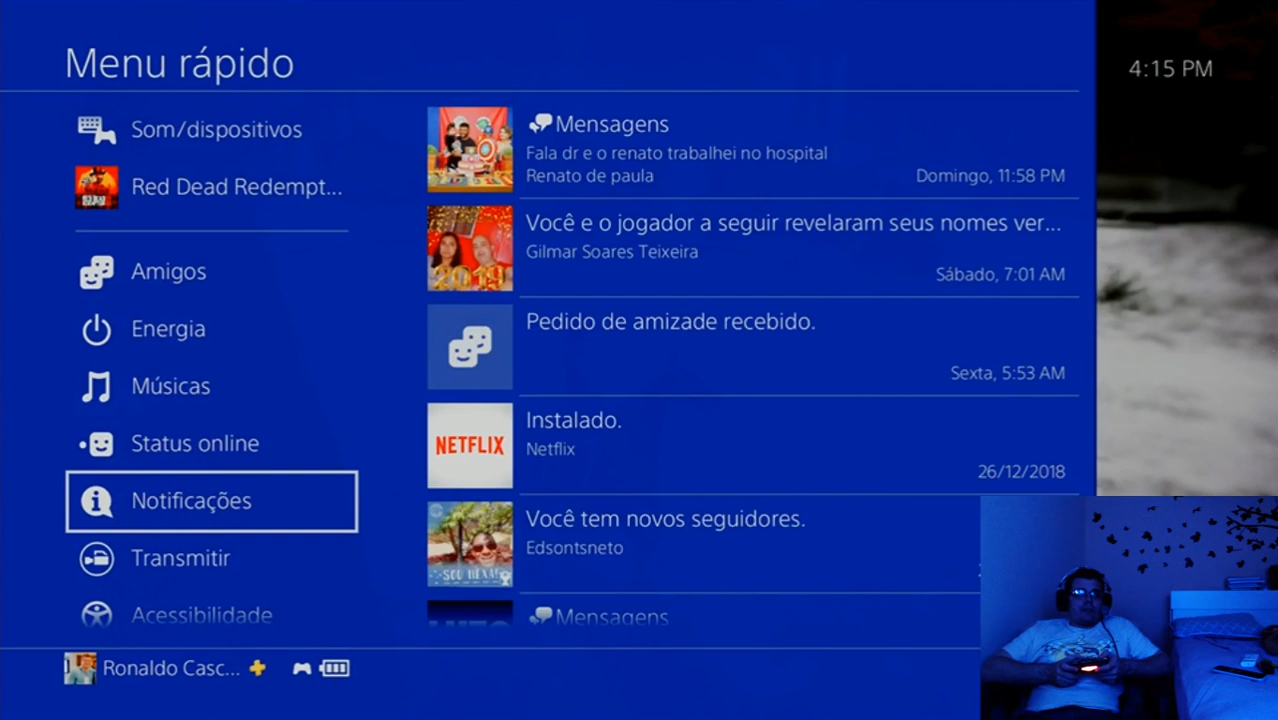 Menu rápido
4:15 PM
Som/dispositivos
Red Dead Redempt...
Amigos
Energia
Músicas
Status online
Notificações
Transmitir
Acessibilidade
Mensagens
Fala dr e o renato trabalhei no hospital
Renato de paula
Domingo, 11:58 PM
Você e o jogador a seguir revelaram seus nomes ver...
Gilmar Soares Teixeira
Sábado, 7:01 AM
2019
Pedido de amizade recebido.
Sexta, 5:53 AM
NETFLIX
Instalado.
Netflix
26/12/2018
Você tem novos seguidores.
Edsontsneto
SOU HEXA
Mensagens
Ronaldo Casc...